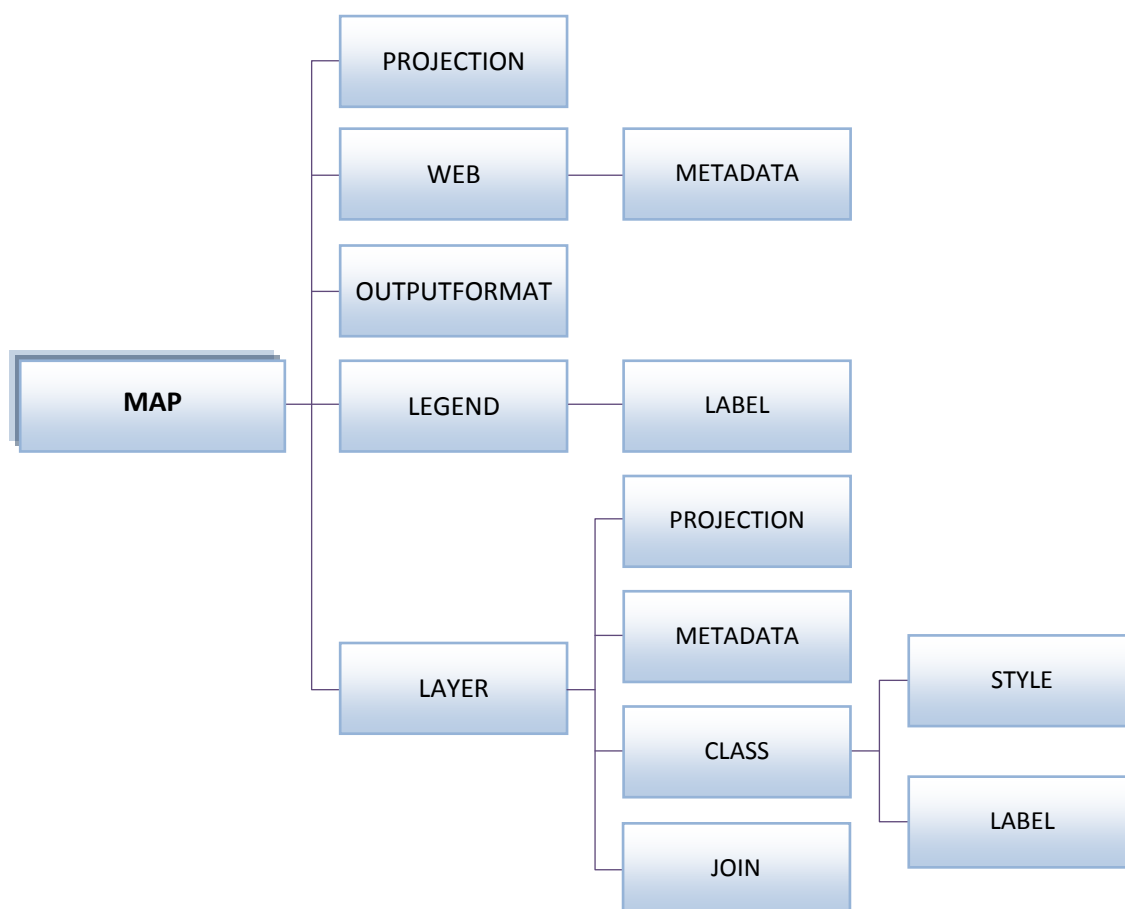 PROJECTION
WEB
METADATA
OUTPUTFORMAT
MAP
LEGEND
LABEL
PROJECTION
METADATA
LAYER
STYLE
CLASS
LABEL
JOIN